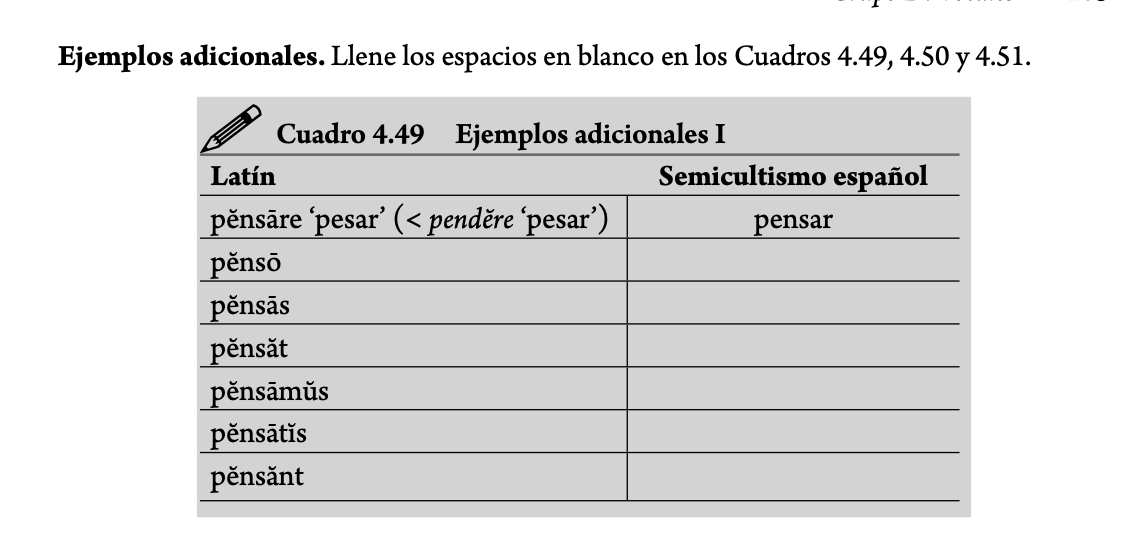 Ejemplos adicionales. Llene los espacios en blanco en los Cuadros 4.49, 4.50 y 4.51.
Cuadro 4.49 Ejemplos adicionales I
Latín Semicultismo español
pĕnsāre ‘pesar’ (< pendĕre ‘pesar’) pensar
pĕnsō
pĕnsās
pĕnsăt
pĕnsāmŭs
pĕnsātĭs
pĕnsănt